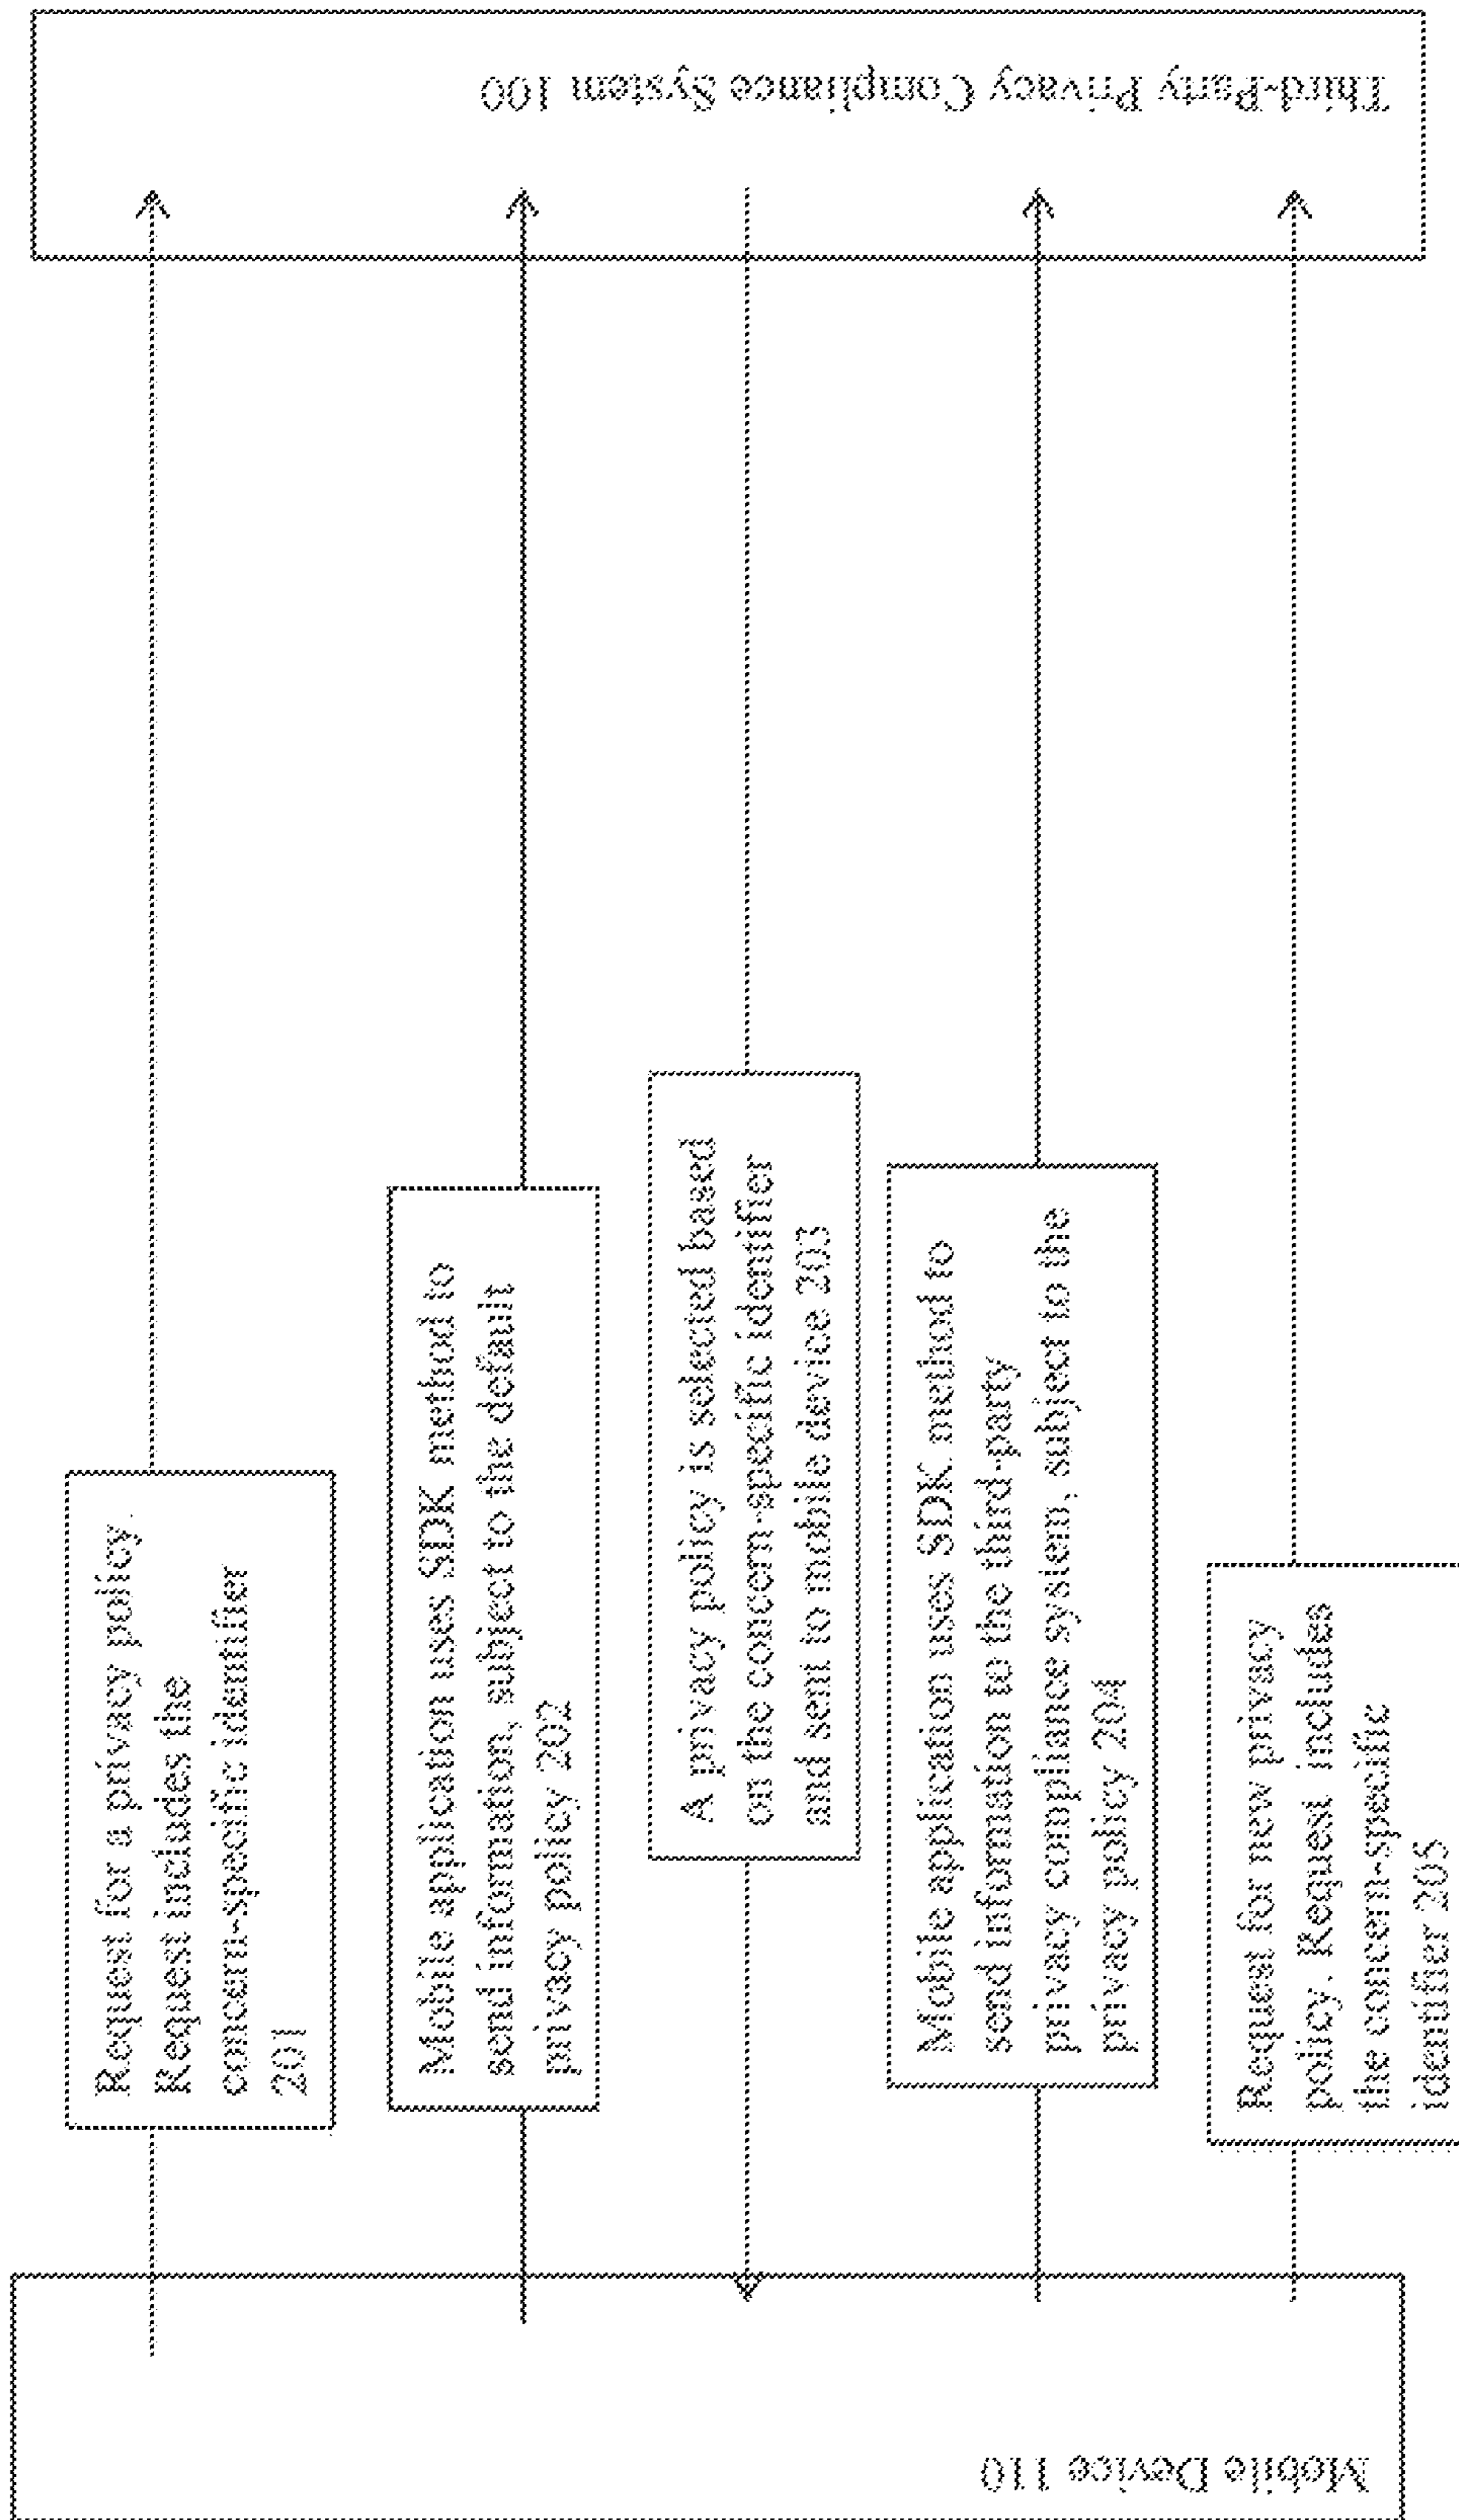 Mobile Device 110
Third-Party Privacy Compliance System 100
Request for a privacy policy.
Request includes the
concern-specific identifier
201
Mobile application uses SDK method to
send information, subject to the default
privacy policy 202
A privacy policy is selected based
on the concern-specific identifier
and sent to mobile device 203
Mobile application uses SDK method to
send information to the third-party
privacy compliance system, subject to the
privacy policy 204
Request for new privacy
policy. Request includes
the concern-specific
identifier 205